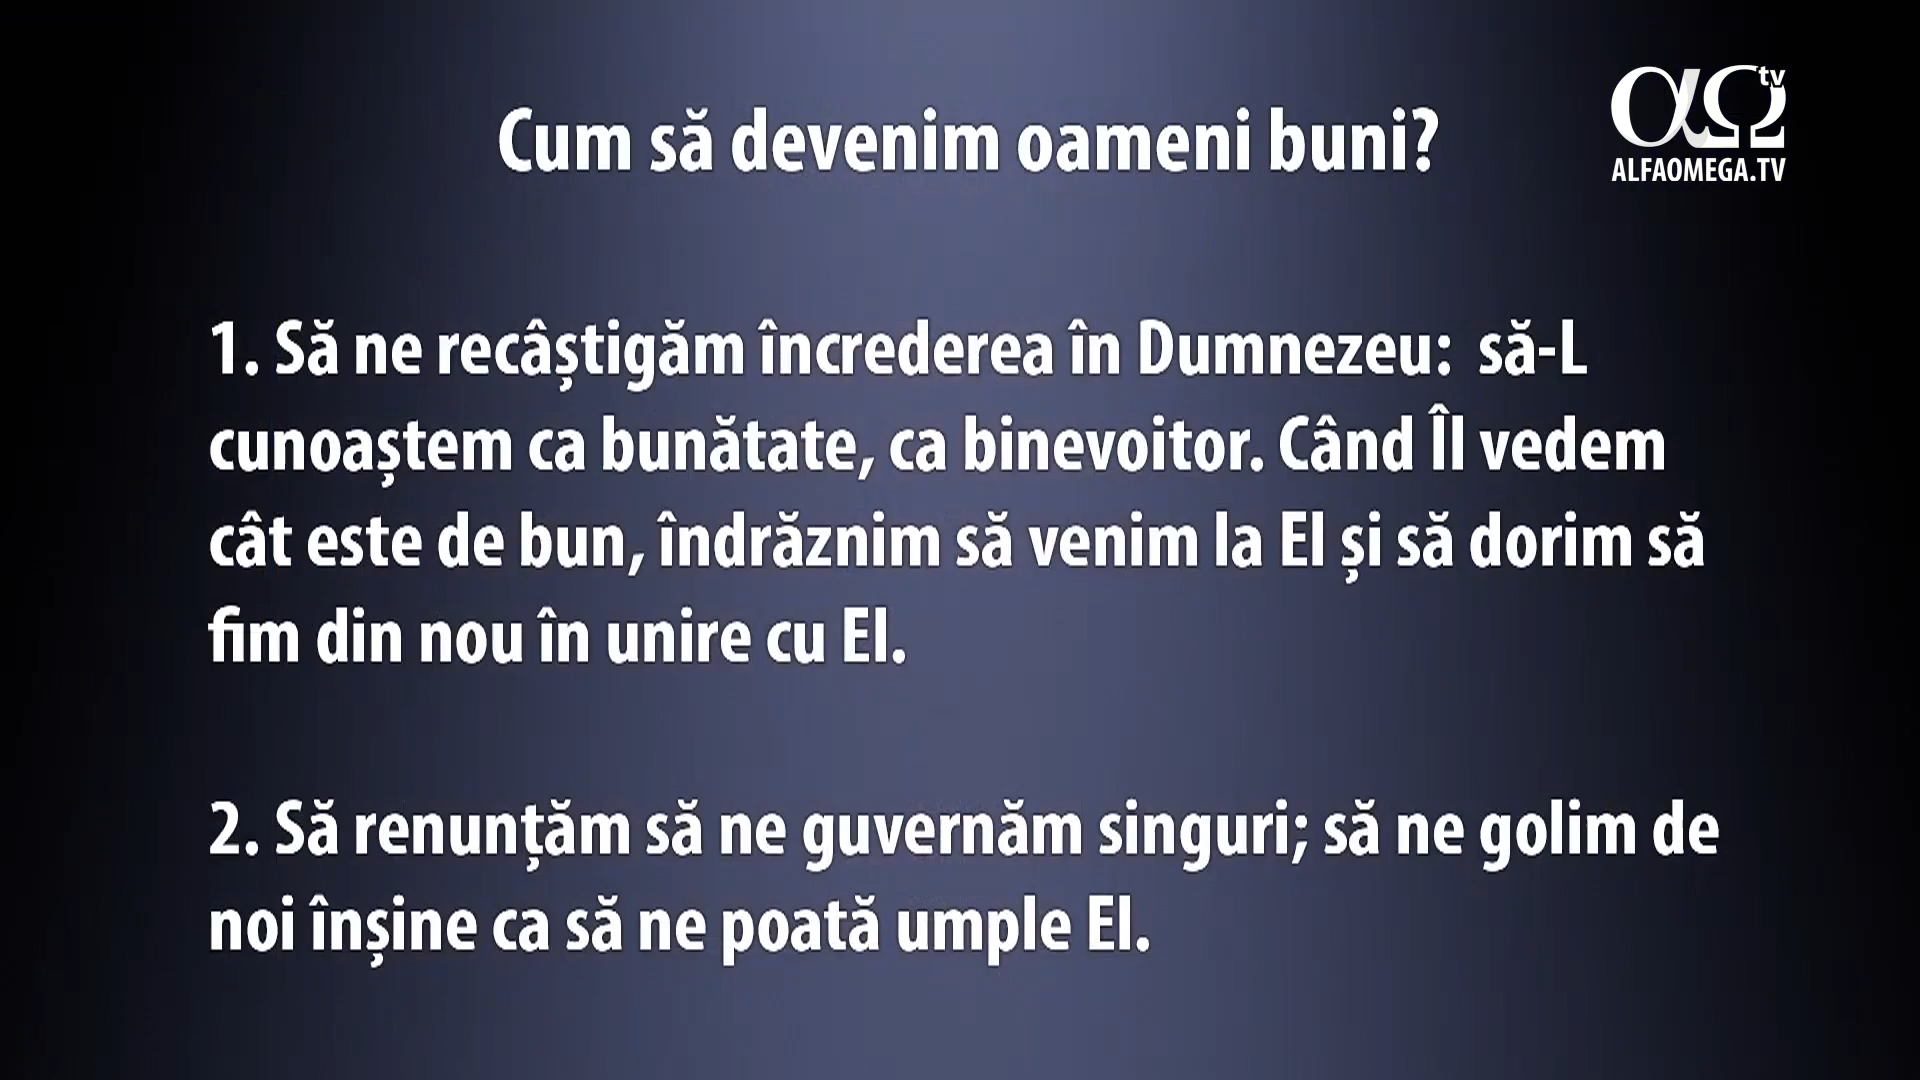 Cum să devenim oameni buni?
tv
αΩ
ALFAOMEGA.TV
1. Să ne recâștigăm încrederea în Dumnezeu: să-L
cunoaștem ca bunătate, ca binevoitor. Când Îl vedem
cât este de bun, îndrăznim să venim la El și să dorim să
fim din nou în unire cu El.
2. Să renunțăm să ne guvernăm singuri; să ne golim de
noi înșine ca să ne poată umple El.